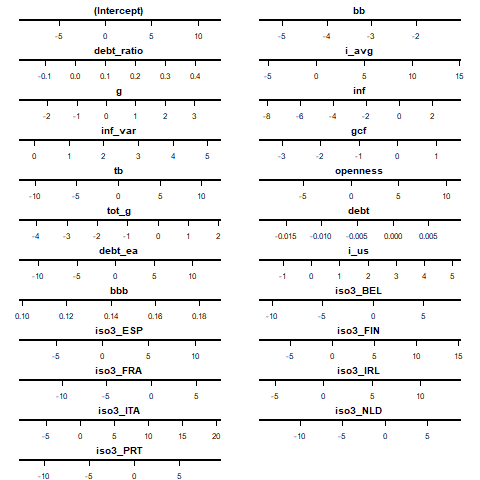 (Intercept) bb
-5 0 5 10 -5 -4 -3 -2
debt_ratio i_avg
-0.1 0.0 0.1 0.2 0.3 0.4 -5 0 5 10 15
g inf
-2 -1 0 1 2 3 -8 -6 -4 -2 0 2
inf_var gcf
0 1 2 3 4 5 -3 -2 -1 0 1
tb openness
-10 -5 0 5 10 -5 0 5 10
tot_g debt
-4 -3 -2 -1 0 1 2 -0.015 -0.010 -0.005 0.000 0.005
debt_ea i_us
-10 -5 0 5 10 -1 0 1 2 3 4 5
bbb iso3_BEL
0.10 0.12 0.14 0.16 0.18 -10 -5 0 5
iso3_ESP iso3_FIN
-5 0 5 10 -5 0 5 10 15
iso3_FRA iso3_IRL
-10 -5 0 5 -5 0 5 10
iso3_ITA iso3_NLD
-5 0 5 10 15 20 -10 -5 0 5
iso3_PRT
-10 -5 0 5